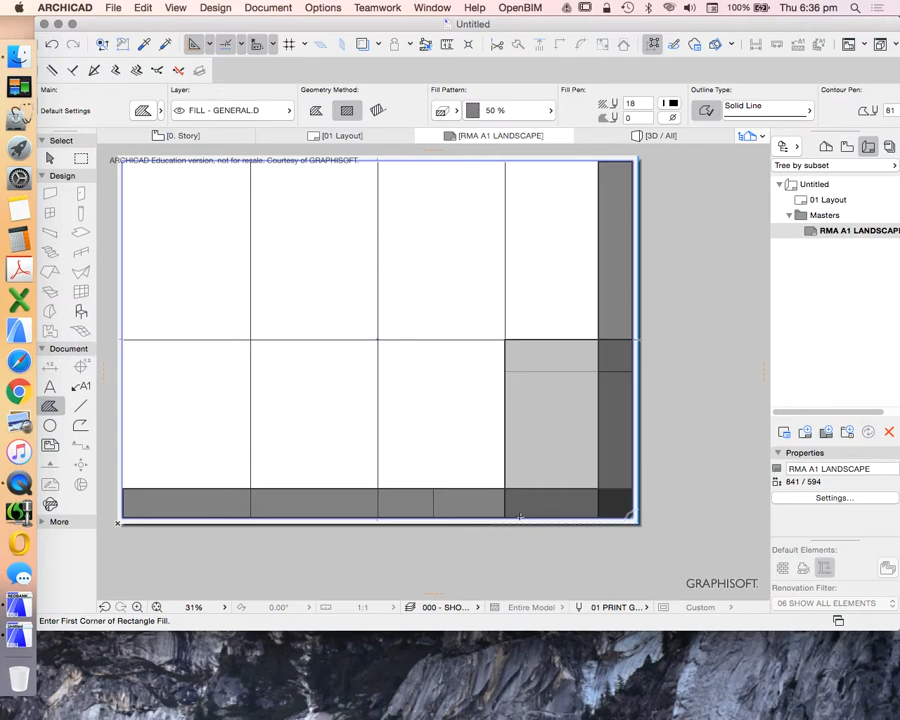 ARCHICAD File Edit View Design Document Options Teamwork Window Help OpenBIM 100% Thu 6:36 pm
Untitled
Main: Layer: Geometry Method: Fill Pattern: Fill Pen: Outline Type: Contour Pen:
Default Settings FILL - GENERAL.D 50 % 18 0 Solid Line 81
Select [0. Story] [01 Layout] [RMA A1 LANDSCAPE] [3D / All]
ARCHICAD Education version, not for resale. Courtesy of GRAPHISOFT.
Tree by subset
Design
Untitled
01 Layout
Masters
RMA A1 LANDSCAPE
Document
A
A1
Properties
RMA A1 LANDSCAPE
841 / 594
Settings...
More
Default Elements:
GRAPHISOFT.
Renovation Filter:
06 SHOW ALL ELEMENTS
31% 0.00° 1:1 000 - SHO... Entire Model 01 PRINT G... Custom
Enter First Corner of Rectangle Fill.